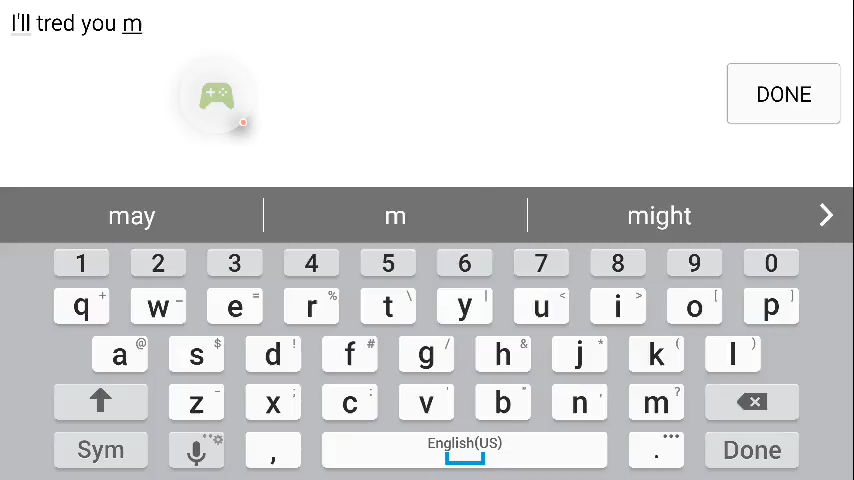 I'll tred you m
DONE
may m might
1 2 3 4 5 6 7 8 9 0
q + w - e = r % t \ y | u < i > o [ p ]
a @ s $ d ! f # g / h & j * k ( l )
z - x ; c : v ' b " n , m ?
Sym , English(US) . ... Done